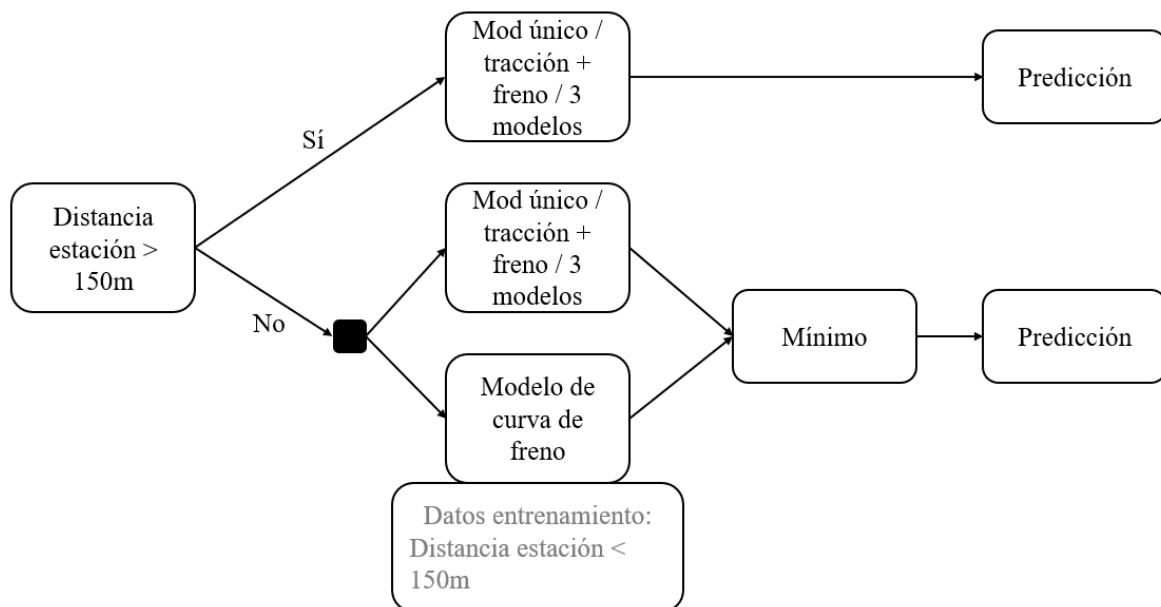 Mod único /
tracción +
freno / 3
modelos
Predicción
Sí
Distancia
estación >
150m
No
Mod único /
tracción +
freno / 3
modelos
Mínimo
Predicción
Modelo de
curva de
freno
Datos entrenamiento:
Distancia estación <
150m